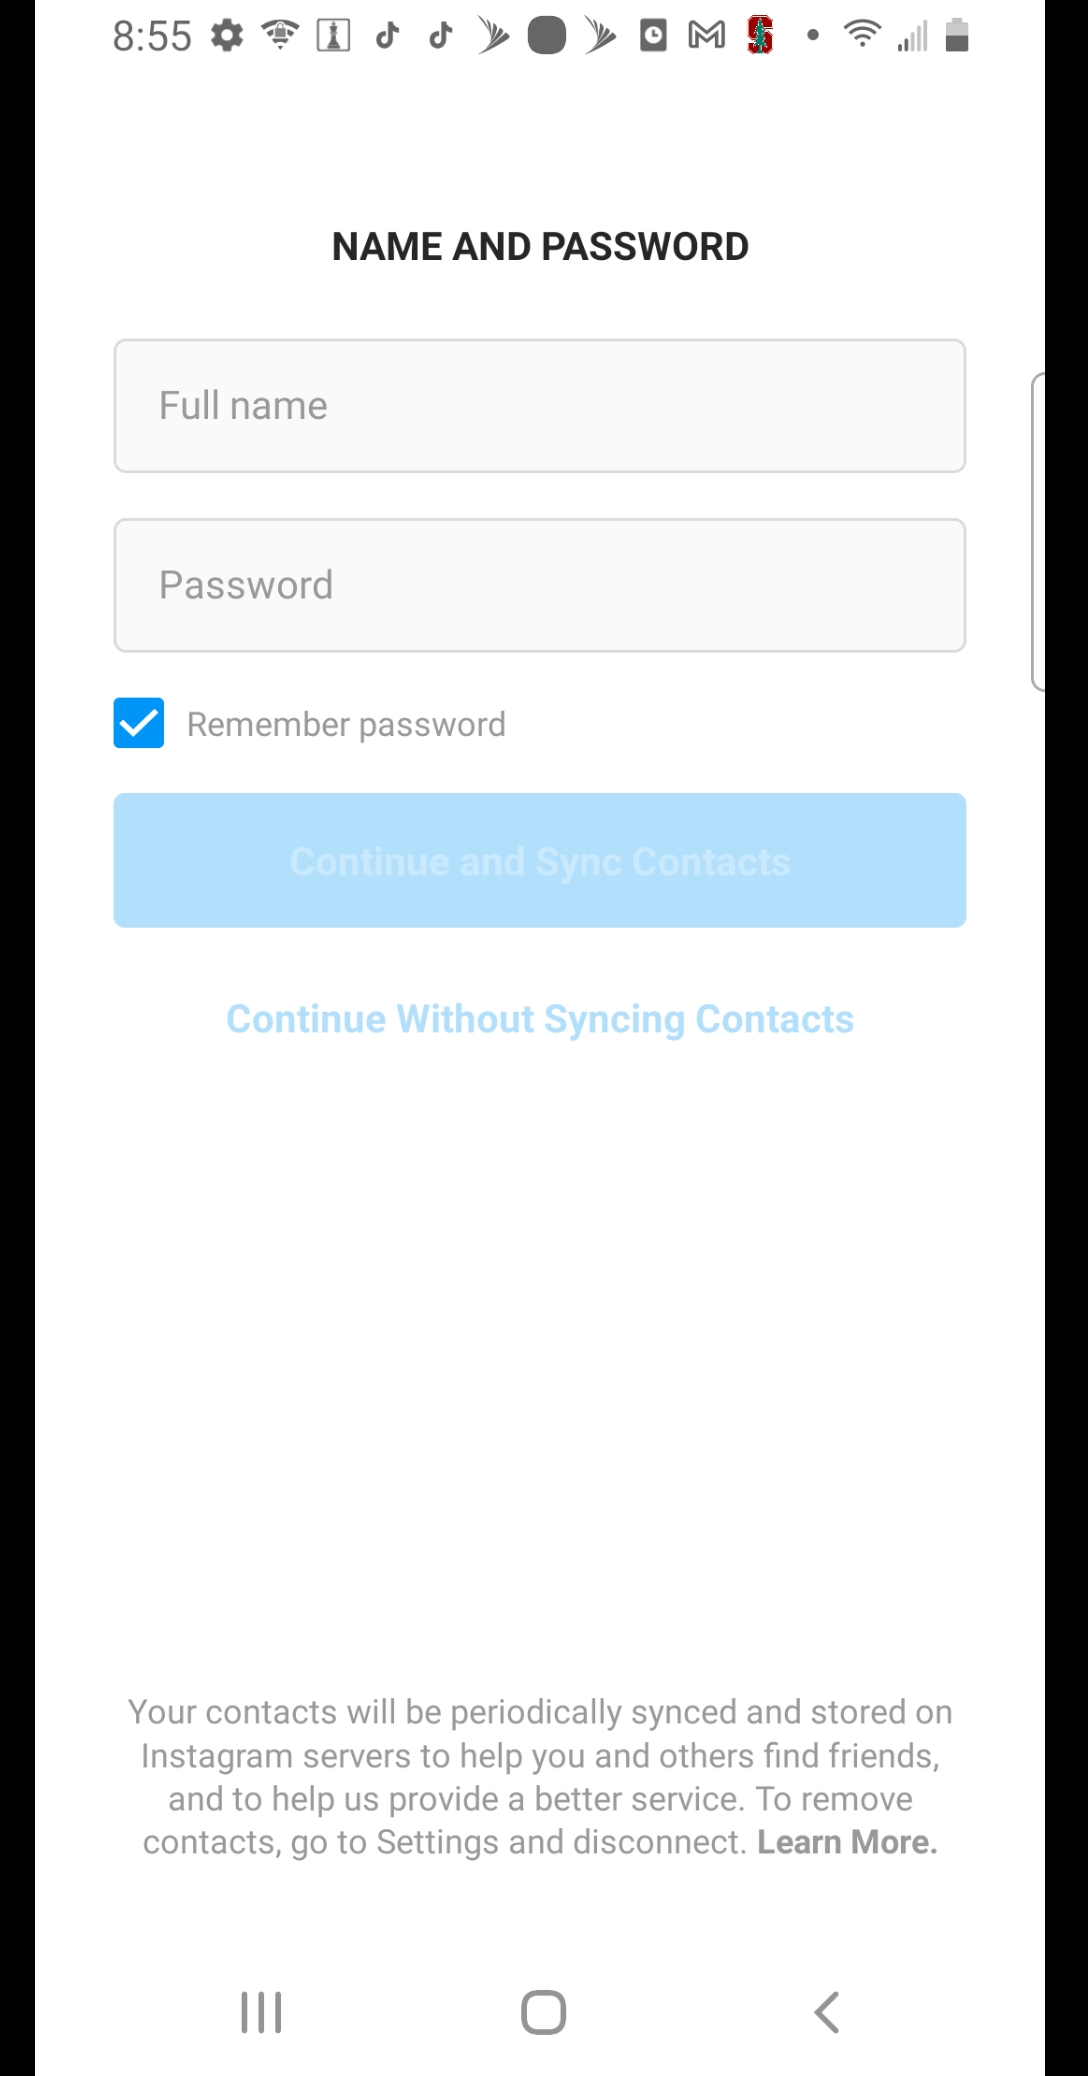 8:55
NAME AND PASSWORD
Full name
Password
Remember password
Continue and Sync Contacts
Continue Without Syncing Contacts
Your contacts will be periodically synced and stored on
Instagram servers to help you and others find friends,
and to help us provide a better service. To remove
contacts, go to Settings and disconnect. Learn More.